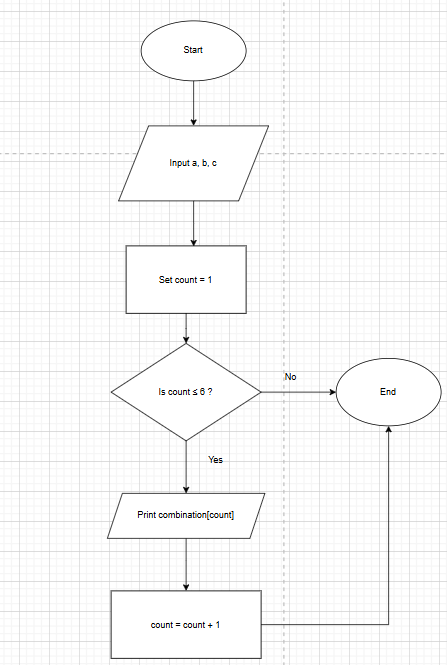 Start
Input a, b, c
Set count = 1
Is count ≤ 6 ?
No
End
Yes
Print combination[count]
count = count + 1